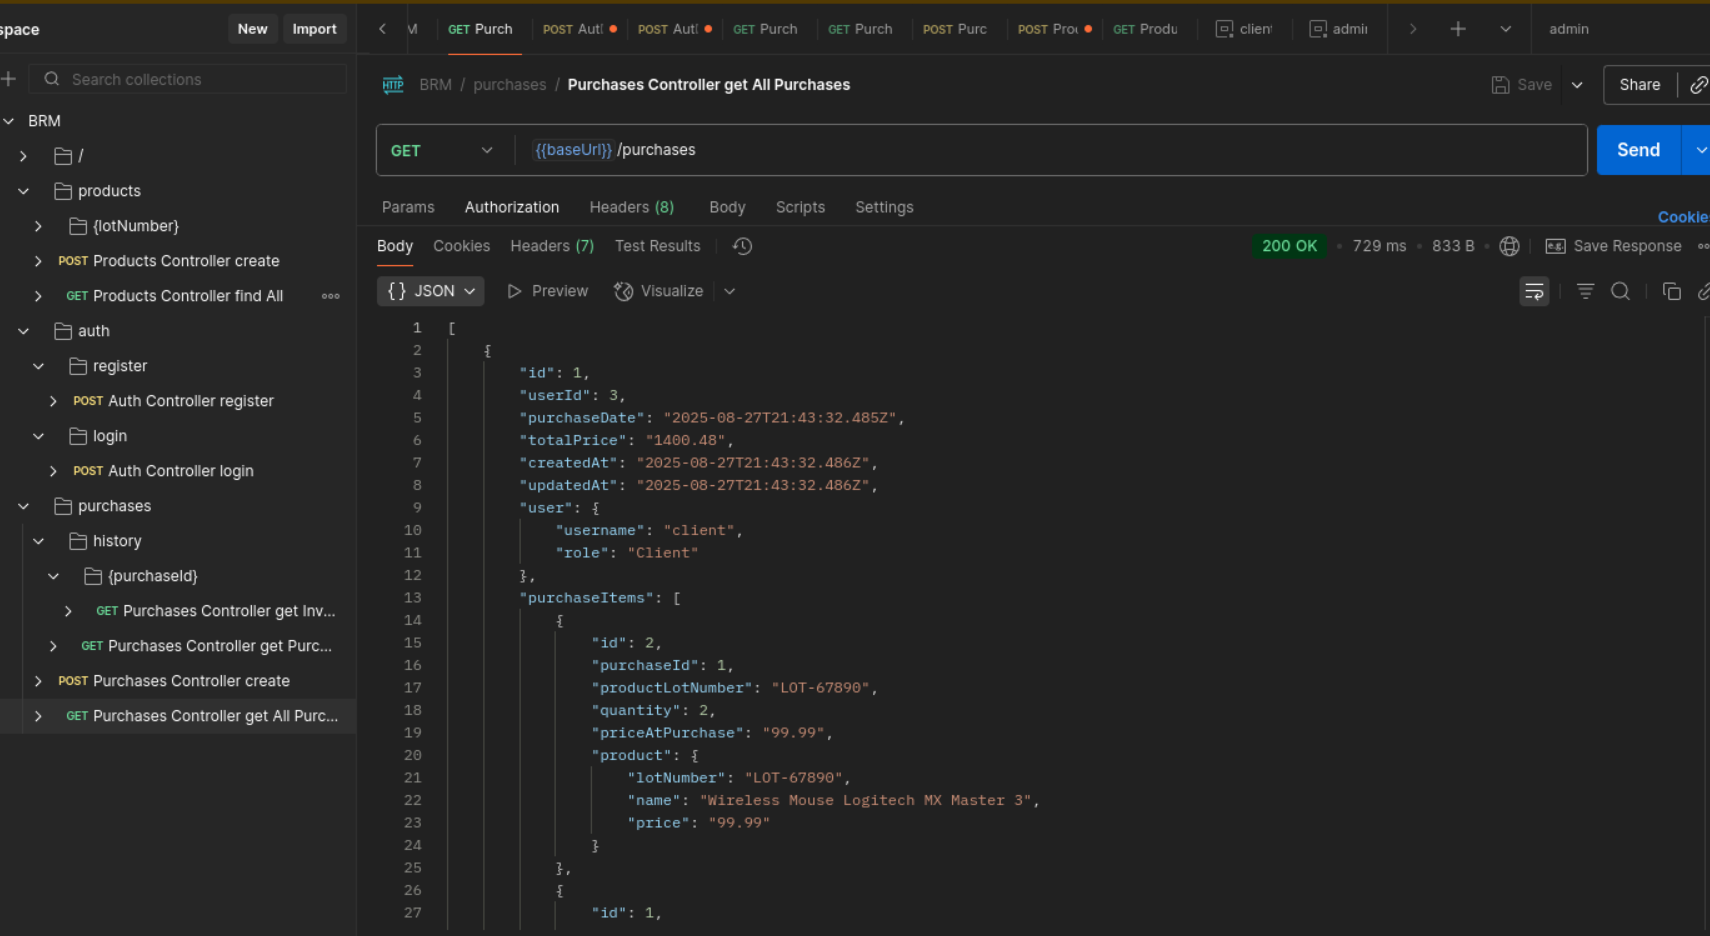 space New Import
Search collections
BRM
/
products
{lotNumber}
POST Products Controller create
GET Products Controller find All
auth
register
POST Auth Controller register
login
POST Auth Controller login
purchases
history
{purchaseId}
GET Purchases Controller get Inv...
GET Purchases Controller get Purc...
POST Purchases Controller create
GET Purchases Controller get All Purc...
M GET Purch POST Autl POST Autl GET Purch GET Purch POST Purc POST Proc GET Produ client admin admin
HTTP BRM / purchases / Purchases Controller get All Purchases Save Share
GET {{baseUrl}} /purchases Send
Params Authorization Headers (8) Body Scripts Settings Cookies
Body Cookies Headers (7) Test Results 200 OK • 729 ms • 833 B • e.g. Save Response
{} JSON Preview Visualize
1 [
2 {
3 "id": 1,
4 "userId": 3,
5 "purchaseDate": "2025-08-27T21:43:32.485Z",
6 "totalPrice": "1400.48",
7 "createdAt": "2025-08-27T21:43:32.486Z",
8 "updatedAt": "2025-08-27T21:43:32.486Z",
9 "user": {
10 "username": "client",
11 "role": "Client"
12 },
13 "purchaseItems": [
14 {
15 "id": 2,
16 "purchaseId": 1,
17 "productLotNumber": "LOT-67890",
18 "quantity": 2,
19 "priceAtPurchase": "99.99",
20 "product": {
21 "lotNumber": "LOT-67890",
22 "name": "Wireless Mouse Logitech MX Master 3",
23 "price": "99.99"
24 }
25 },
26 {
27 "id": 1,